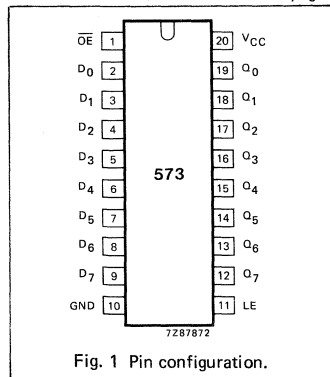 OE 1 20 VCC
D0 2 19 Q0
D1 3 18 Q1
D2 4 17 Q2
D3 5 16 Q3
573
D4 6 15 Q4
D5 7 14 Q5
D6 8 13 Q6
D7 9 12 Q7
GND 10 11 LE
7Z87872
Fig. 1 Pin configuration.